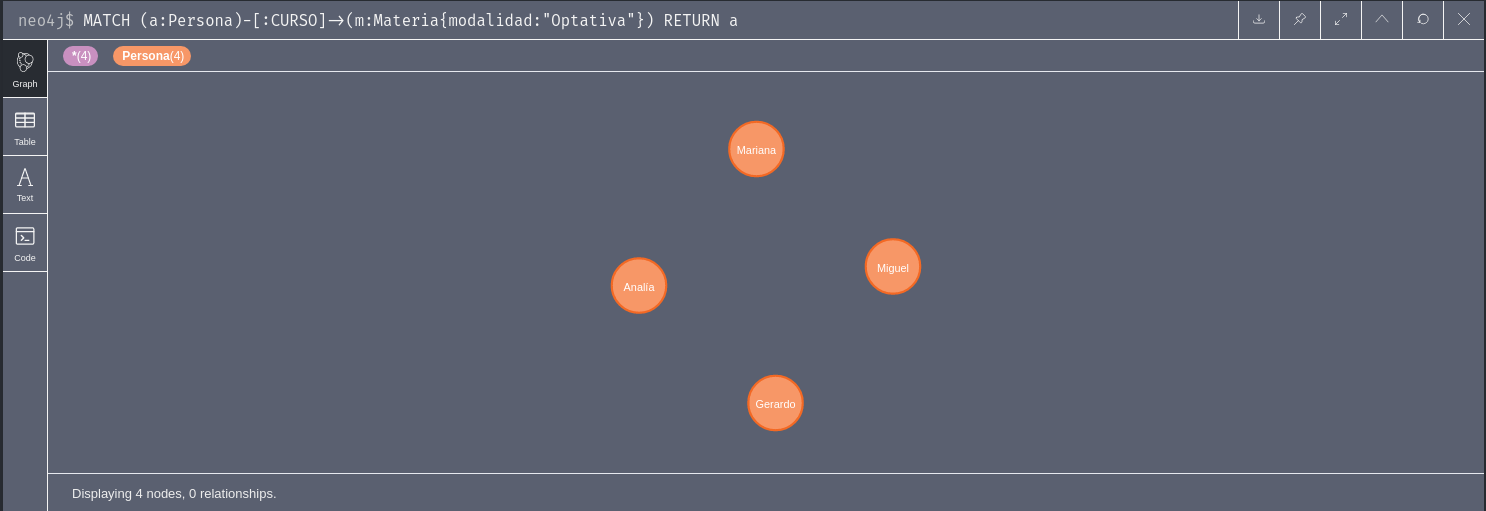 neo4j$ MATCH (a:Persona)-[:CURSO]->(m:Materia{modalidad:"Optativa"}) RETURN a
*(4) Persona(4)
Graph
Table
Text
Code
Mariana
Miguel
Analía
Gerardo
Displaying 4 nodes, 0 relationships.